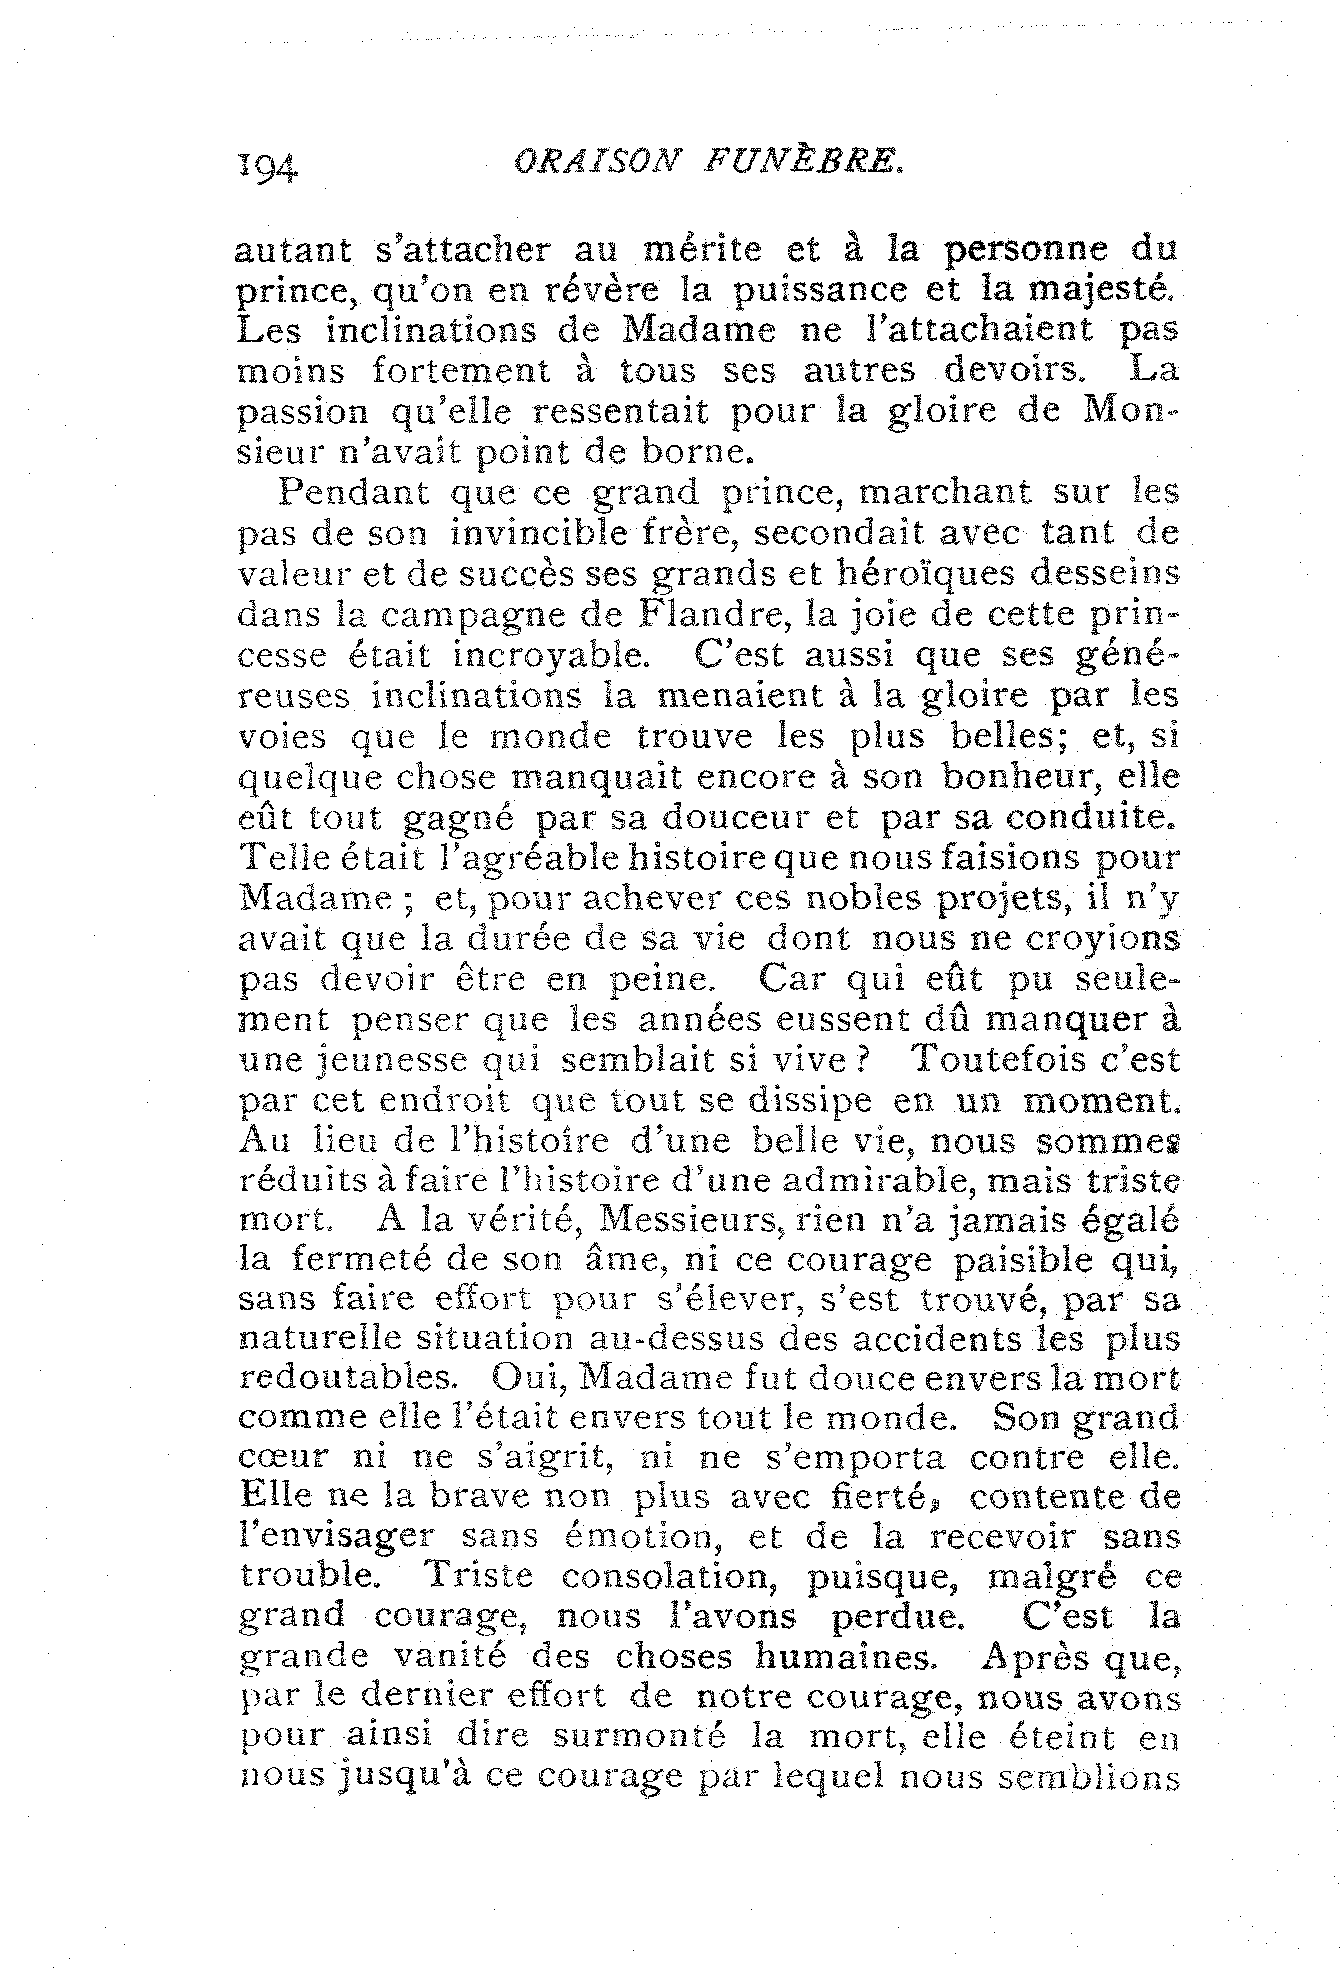 194 ORAISON FUNÈBRE.
autant s'attacher au mérite et à la personne du
prince, qu'on en révère la puissance et la majesté.
Les inclinations de Madame ne l'attachaient pas
moins fortement à tous ses autres devoirs. La
passion qu'elle ressentait pour la gloire de Mon-
sieur n'avait point de borne.
Pendant que ce grand prince, marchant sur les
pas de son invincible frère, secondait avec tant de
valeur et de succès ses grands et héroïques desseins
dans la campagne de Flandre, la joie de cette prin-
cesse était incroyable. C'est aussi que ses géné-
reuses inclinations la menaient à la gloire par les
voies que le monde trouve les plus belles; et, si
quelque chose manquait encore à son bonheur, elle
eût tout gagné par sa douceur et par sa conduite.
Telle était l'agréable histoire que nous faisions pour
Madame ; et, pour achever ces nobles projets, il n'y
avait que la durée de sa vie dont nous ne croyions
pas devoir être en peine. Car qui eût pu seule-
ment penser que les années eussent dû manquer à
une jeunesse qui semblait si vive ? Toutefois c'est
par cet endroit que tout se dissipe en un moment.
Au lieu de l'histoire d'une belle vie, nous sommes
réduits à faire l'histoire d'une admirable, mais triste
mort. A la vérité, Messieurs, rien n'a jamais égalé
la fermeté de son âme, ni ce courage paisible qui,
sans faire effort pour s'élever, s'est trouvé, par sa
naturelle situation au-dessus des accidents les plus
redoutables. Oui, Madame fut douce envers la mort
comme elle l'était envers tout le monde. Son grand
cœur ni ne s'aigrit, ni ne s'emporta contre elle.
Elle ne la brave non plus avec fierté, contente de
l'envisager sans émotion, et de la recevoir sans
trouble. Triste consolation, puisque, malgré ce
grand courage, nous l'avons perdue. C'est la
grande vanité des choses humaines. Après que,
par le dernier effort de notre courage, nous avons
pour ainsi dire surmonté la mort, elle éteint en
nous jusqu'à ce courage par lequel nous semblions